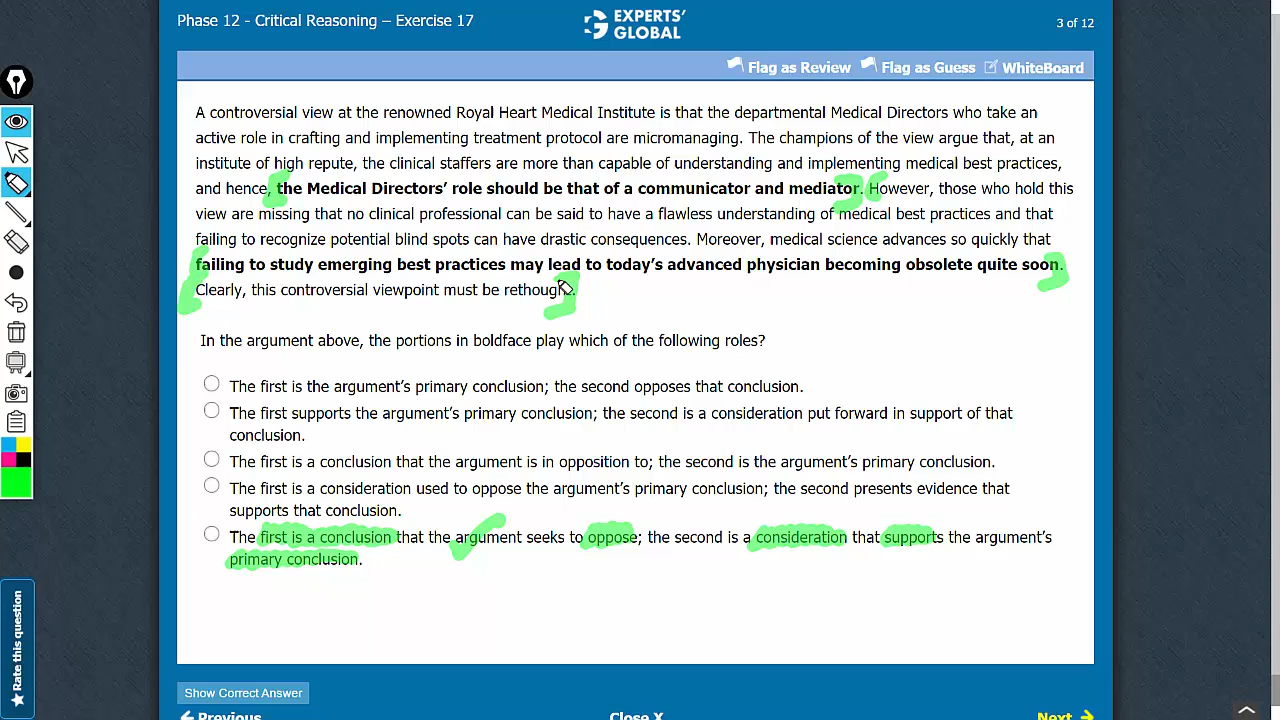 Phase 12 - Critical Reasoning – Exercise 17
EXPERTS'
GLOBAL
3 of 12
Flag as Review
Flag as Guess
WhiteBoard
A controversial view at the renowned Royal Heart Medical Institute is that the departmental Medical Directors who take an
active role in crafting and implementing treatment protocol are micromanaging. The champions of the view argue that, at an
institute of high repute, the clinical staffers are more than capable of understanding and implementing medical best practices,
and hence, the Medical Directors' role should be that of a communicator and mediator. However, those who hold this
view are missing that no clinical professional can be said to have a flawless understanding of medical best practices and that
failing to recognize potential blind spots can have drastic consequences. Moreover, medical science advances so quickly that
failing to study emerging best practices may lead to today's advanced physician becoming obsolete quite soon.
Clearly, this controversial viewpoint must be rethought.
In the argument above, the portions in boldface play which of the following roles?
The first is the argument's primary conclusion; the second opposes that conclusion.
The first supports the argument's primary conclusion; the second is a consideration put forward in support of that
conclusion.
The first is a conclusion that the argument is in opposition to; the second is the argument's primary conclusion.
The first is a consideration used to oppose the argument's primary conclusion; the second presents evidence that
supports that conclusion.
The first is a conclusion that the argument seeks to oppose; the second is a consideration that supports the argument's
primary conclusion.
Rate this question
Show Correct Answer
Previous
Close X
Next